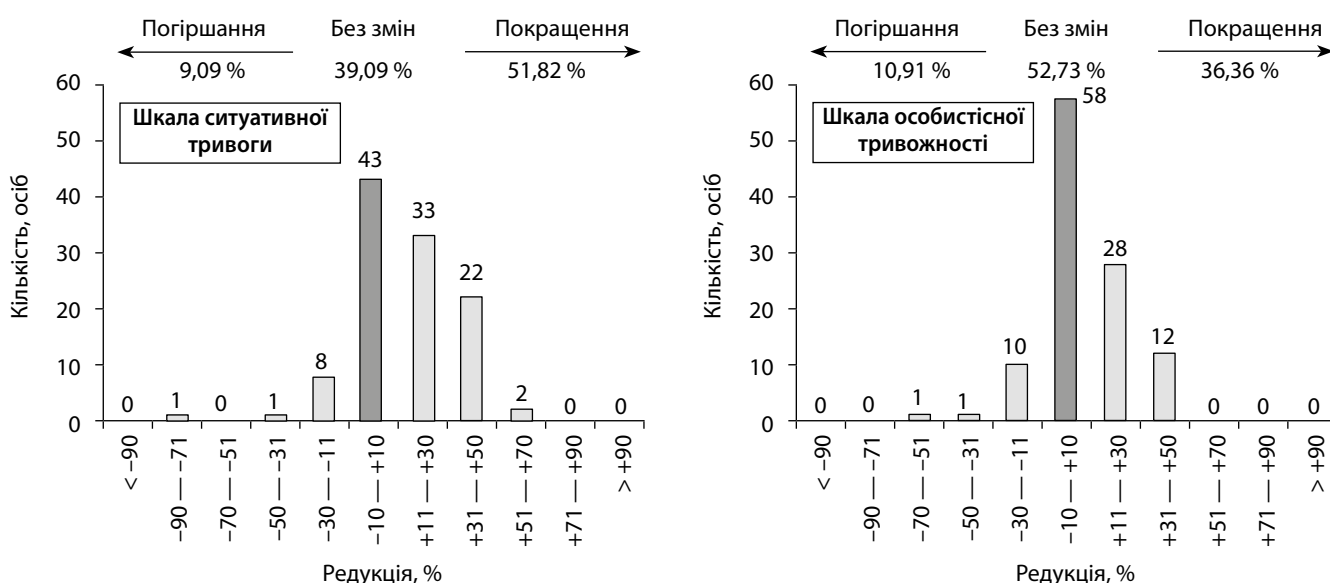 Погіршання Без змін Покращення
9,09 % 39,09 % 51,82 %
Шкала ситуативної
тривоги
Кількість, осіб
60
50
40
30
20
10
0
0 1 0 1 8 43 33 22 2 0 0
< –90
–90 — –71
–70 — –51
–50 — –31
–30 — –11
–10 — +10
+11 — +30
+31 — +50
+51 — +70
+71 — +90
> +90
Редукція, %
Погіршання Без змін Покращення
10,91 % 52,73 % 36,36 %
Шкала особистісної
тривожності
Кількість, осіб
60
50
40
30
20
10
0
0 0 1 1 10 58 28 12 0 0 0
< –90
–90 — –71
–70 — –51
–50 — –31
–30 — –11
–10 — +10
+11 — +30
+31 — +50
+51 — +70
+71 — +90
> +90
Редукція, %